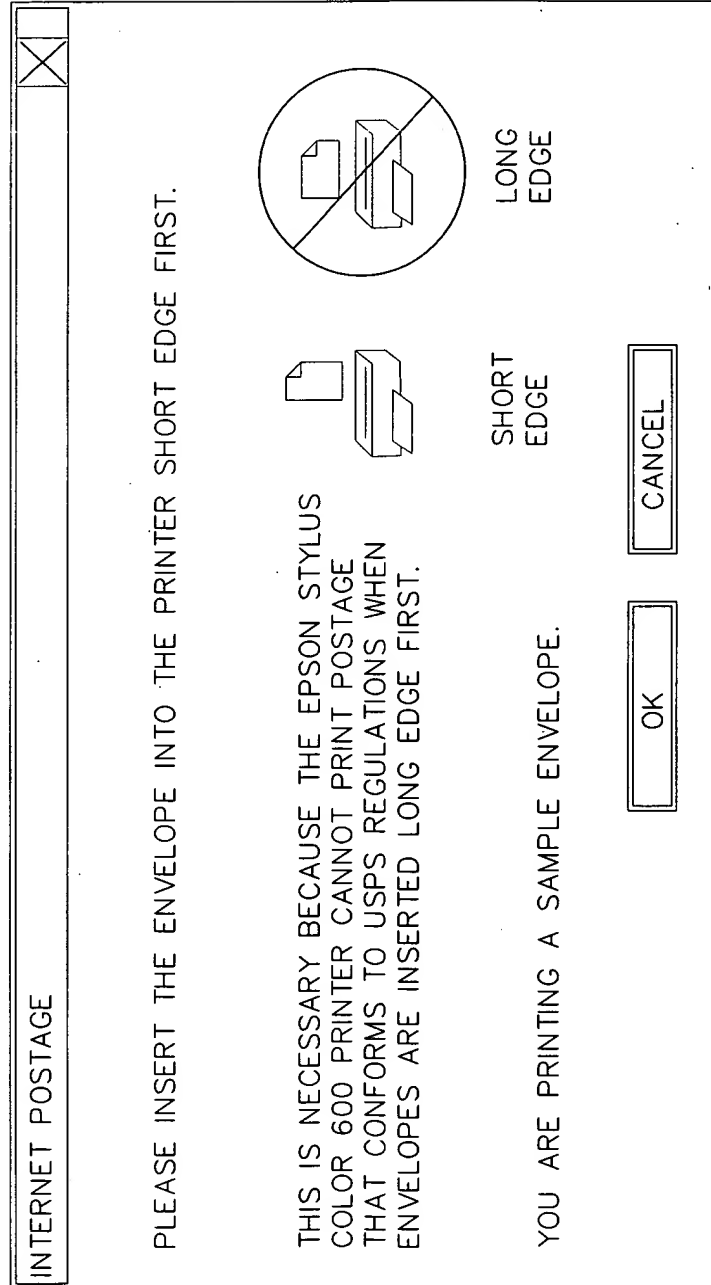 INTERNET POSTAGE
PLEASE INSERT THE ENVELOPE INTO THE PRINTER SHORT EDGE FIRST.
THIS IS NECESSARY BECAUSE THE EPSON STYLUS
COLOR 600 PRINTER CANNOT PRINT POSTAGE
THAT CONFORMS TO USPS REGULATIONS WHEN
ENVELOPES ARE INSERTED LONG EDGE FIRST.
SHORT
EDGE
LONG
EDGE
YOU ARE PRINTING A SAMPLE ENVELOPE.
OK
CANCEL